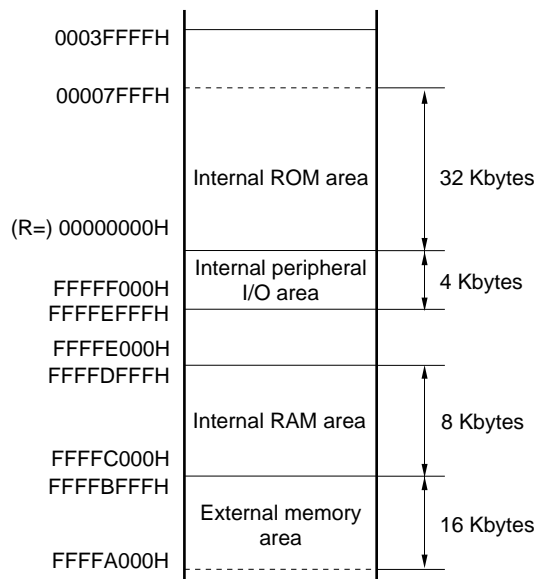 0003FFFFH
00007FFFH
Internal ROM area
32 Kbytes
(R=) 00000000H
Internal peripheral
I/O area
4 Kbytes
FFFFF000H
FFFFEFFFH
FFFFE000H
FFFFDFFFH
Internal RAM area
8 Kbytes
FFFFC000H
FFFFBFFFH
External memory
area
16 Kbytes
FFFFA000H